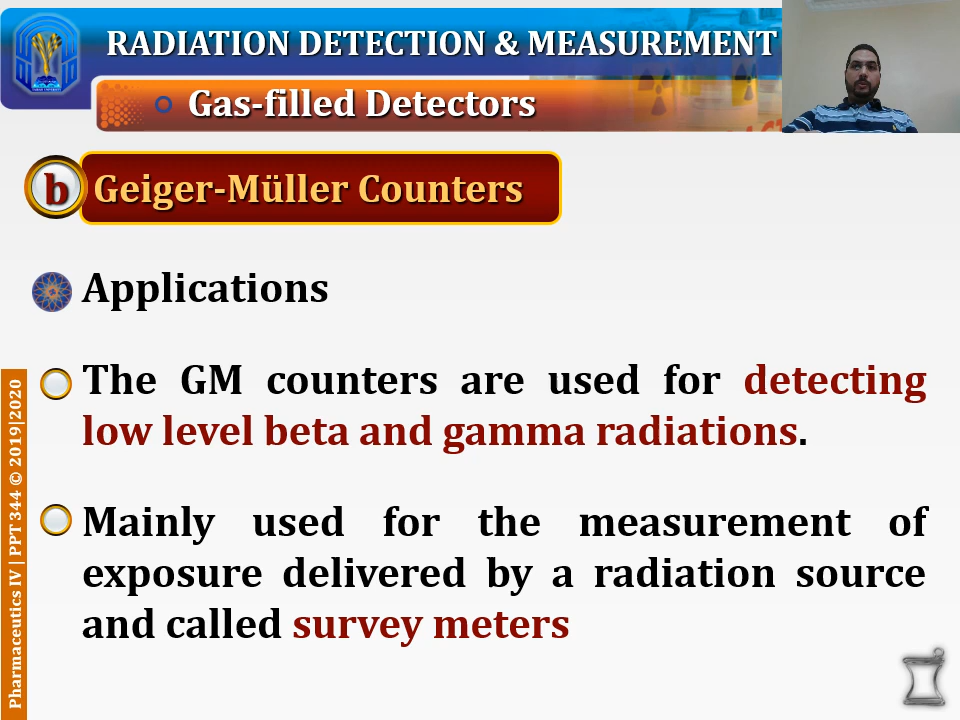 RADIATION DETECTION & MEASUREMENT
Gas-filled Detectors
b
Geiger-Müller Counters
Applications
The GM counters are used for detecting
low level beta and gamma radiations.
Mainly used for the measurement of
exposure delivered by a radiation source
and called survey meters
Pharmaceutics IV | PPT 344 © 2019|2020